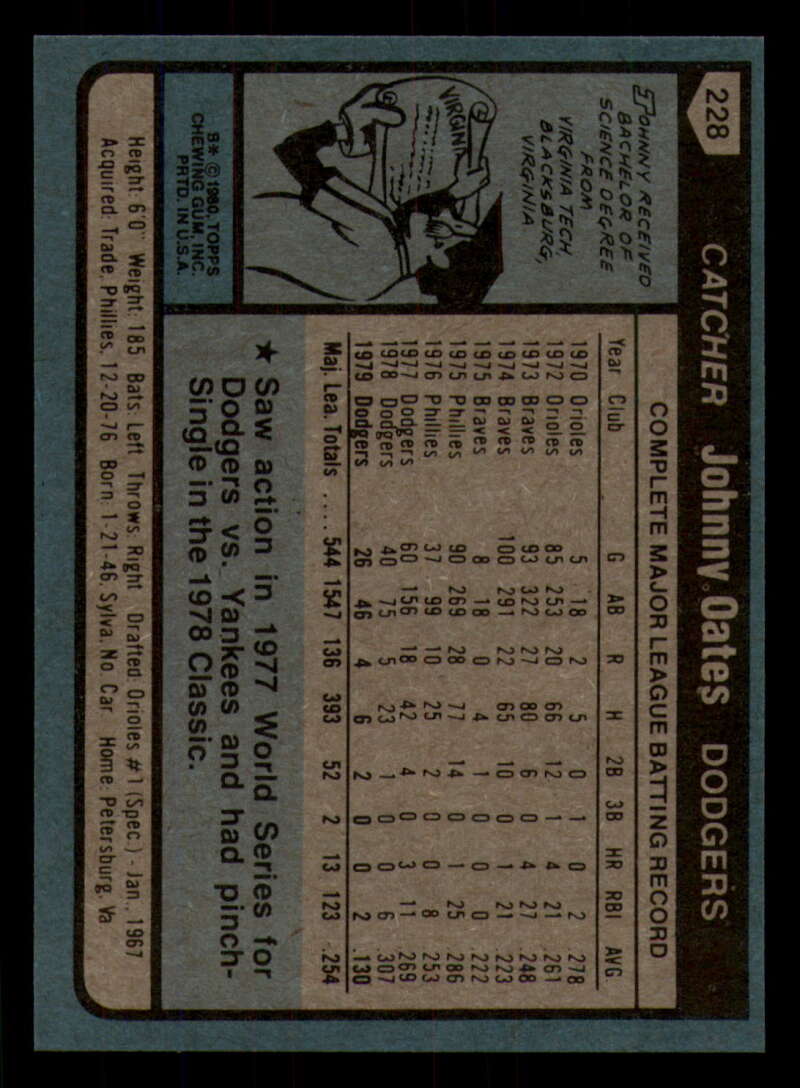 228 CATCHER Johnny Oates DODGERS
JOHNNY RECEIVED
BACHELOR OF
SCIENCE DEGREE
FROM
VIRGINIA TECH,
BLACKSBURG,
VIRGINIA
VIRGINI
B* © 1980, TOPPS
CHEWING GUM, INC.
PRTD. IN U.S.A.
COMPLETE MAJOR LEAGUE BATTING RECORD
Year Club G AB R H 2B 3B HR RBI AVG.
1970 Orioles 5 18 2 5 0 1 0 2 .278
1972 Orioles 85 253 20 66 12 1 4 21 .261
1973 Braves 93 322 27 80 6 0 4 27 .248
1974 Braves 100 291 22 65 10 0 1 21 .223
1975 Braves 8 18 0 4 1 0 0 0 .222
1975 Phillies 90 269 28 77 14 0 1 25 .286
1976 Phillies 37 99 10 25 2 0 0 8 .253
1977 Dodgers 60 156 18 42 4 0 3 11 .269
1978 Dodgers 40 75 5 23 1 0 0 6 .307
1979 Dodgers 26 46 4 6 2 0 0 2 .130
Maj. Lea. Totals .... 544 1547 136 393 52 2 13 123 .254
★ Saw action in 1977 World Series for
Dodgers vs. Yankees and had pinch-
Single in the 1978 Classic.
Height: 6'0" Weight: 185 Bats: Left Throws: Right Drafted: Orioles #1 (Spec.) - Jan., 1967
Acquired: Trade, Phillies, 12-20-76 Born: 1-21-46, Sylva, No. Car Home: Petersburg, Va